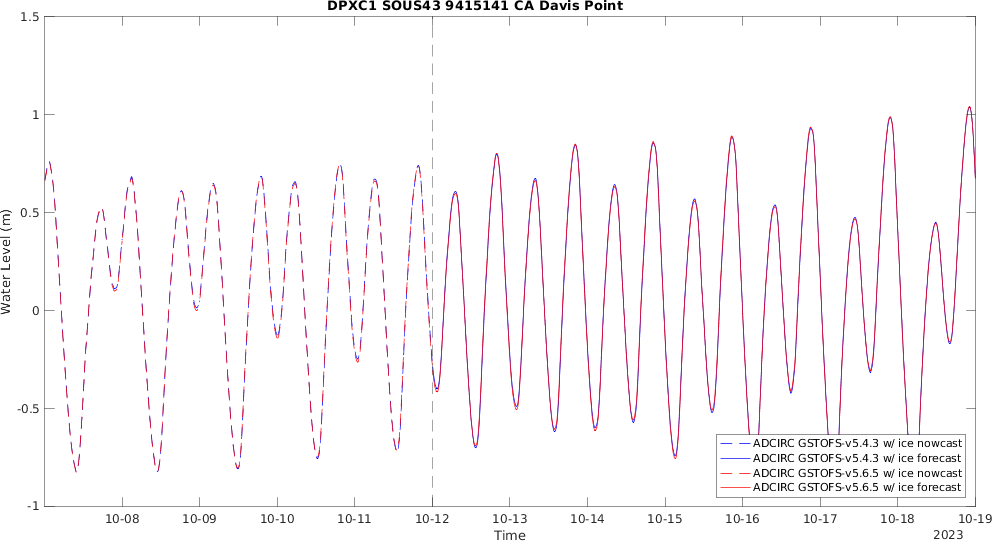 DPXC1 SOUS43 9415141 CA Davis Point
Water Level (m)
1.5
1
0.5
0
-0.5
-1
10-08 10-09 10-10 10-11 10-12 10-13 10-14 10-15 10-16 10-17 10-18 10-19
Time
2023
ADCIRC GSTOFS-v5.4.3 w/ ice nowcast
ADCIRC GSTOFS-v5.4.3 w/ ice forecast
ADCIRC GSTOFS-v5.6.5 w/ ice nowcast
ADCIRC GSTOFS-v5.6.5 w/ ice forecast